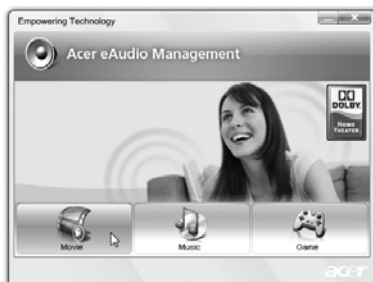 Empowering Technology
Acer eAudio Management
DOLBY
HOME
THEATER
Movie
Music
Game
acer